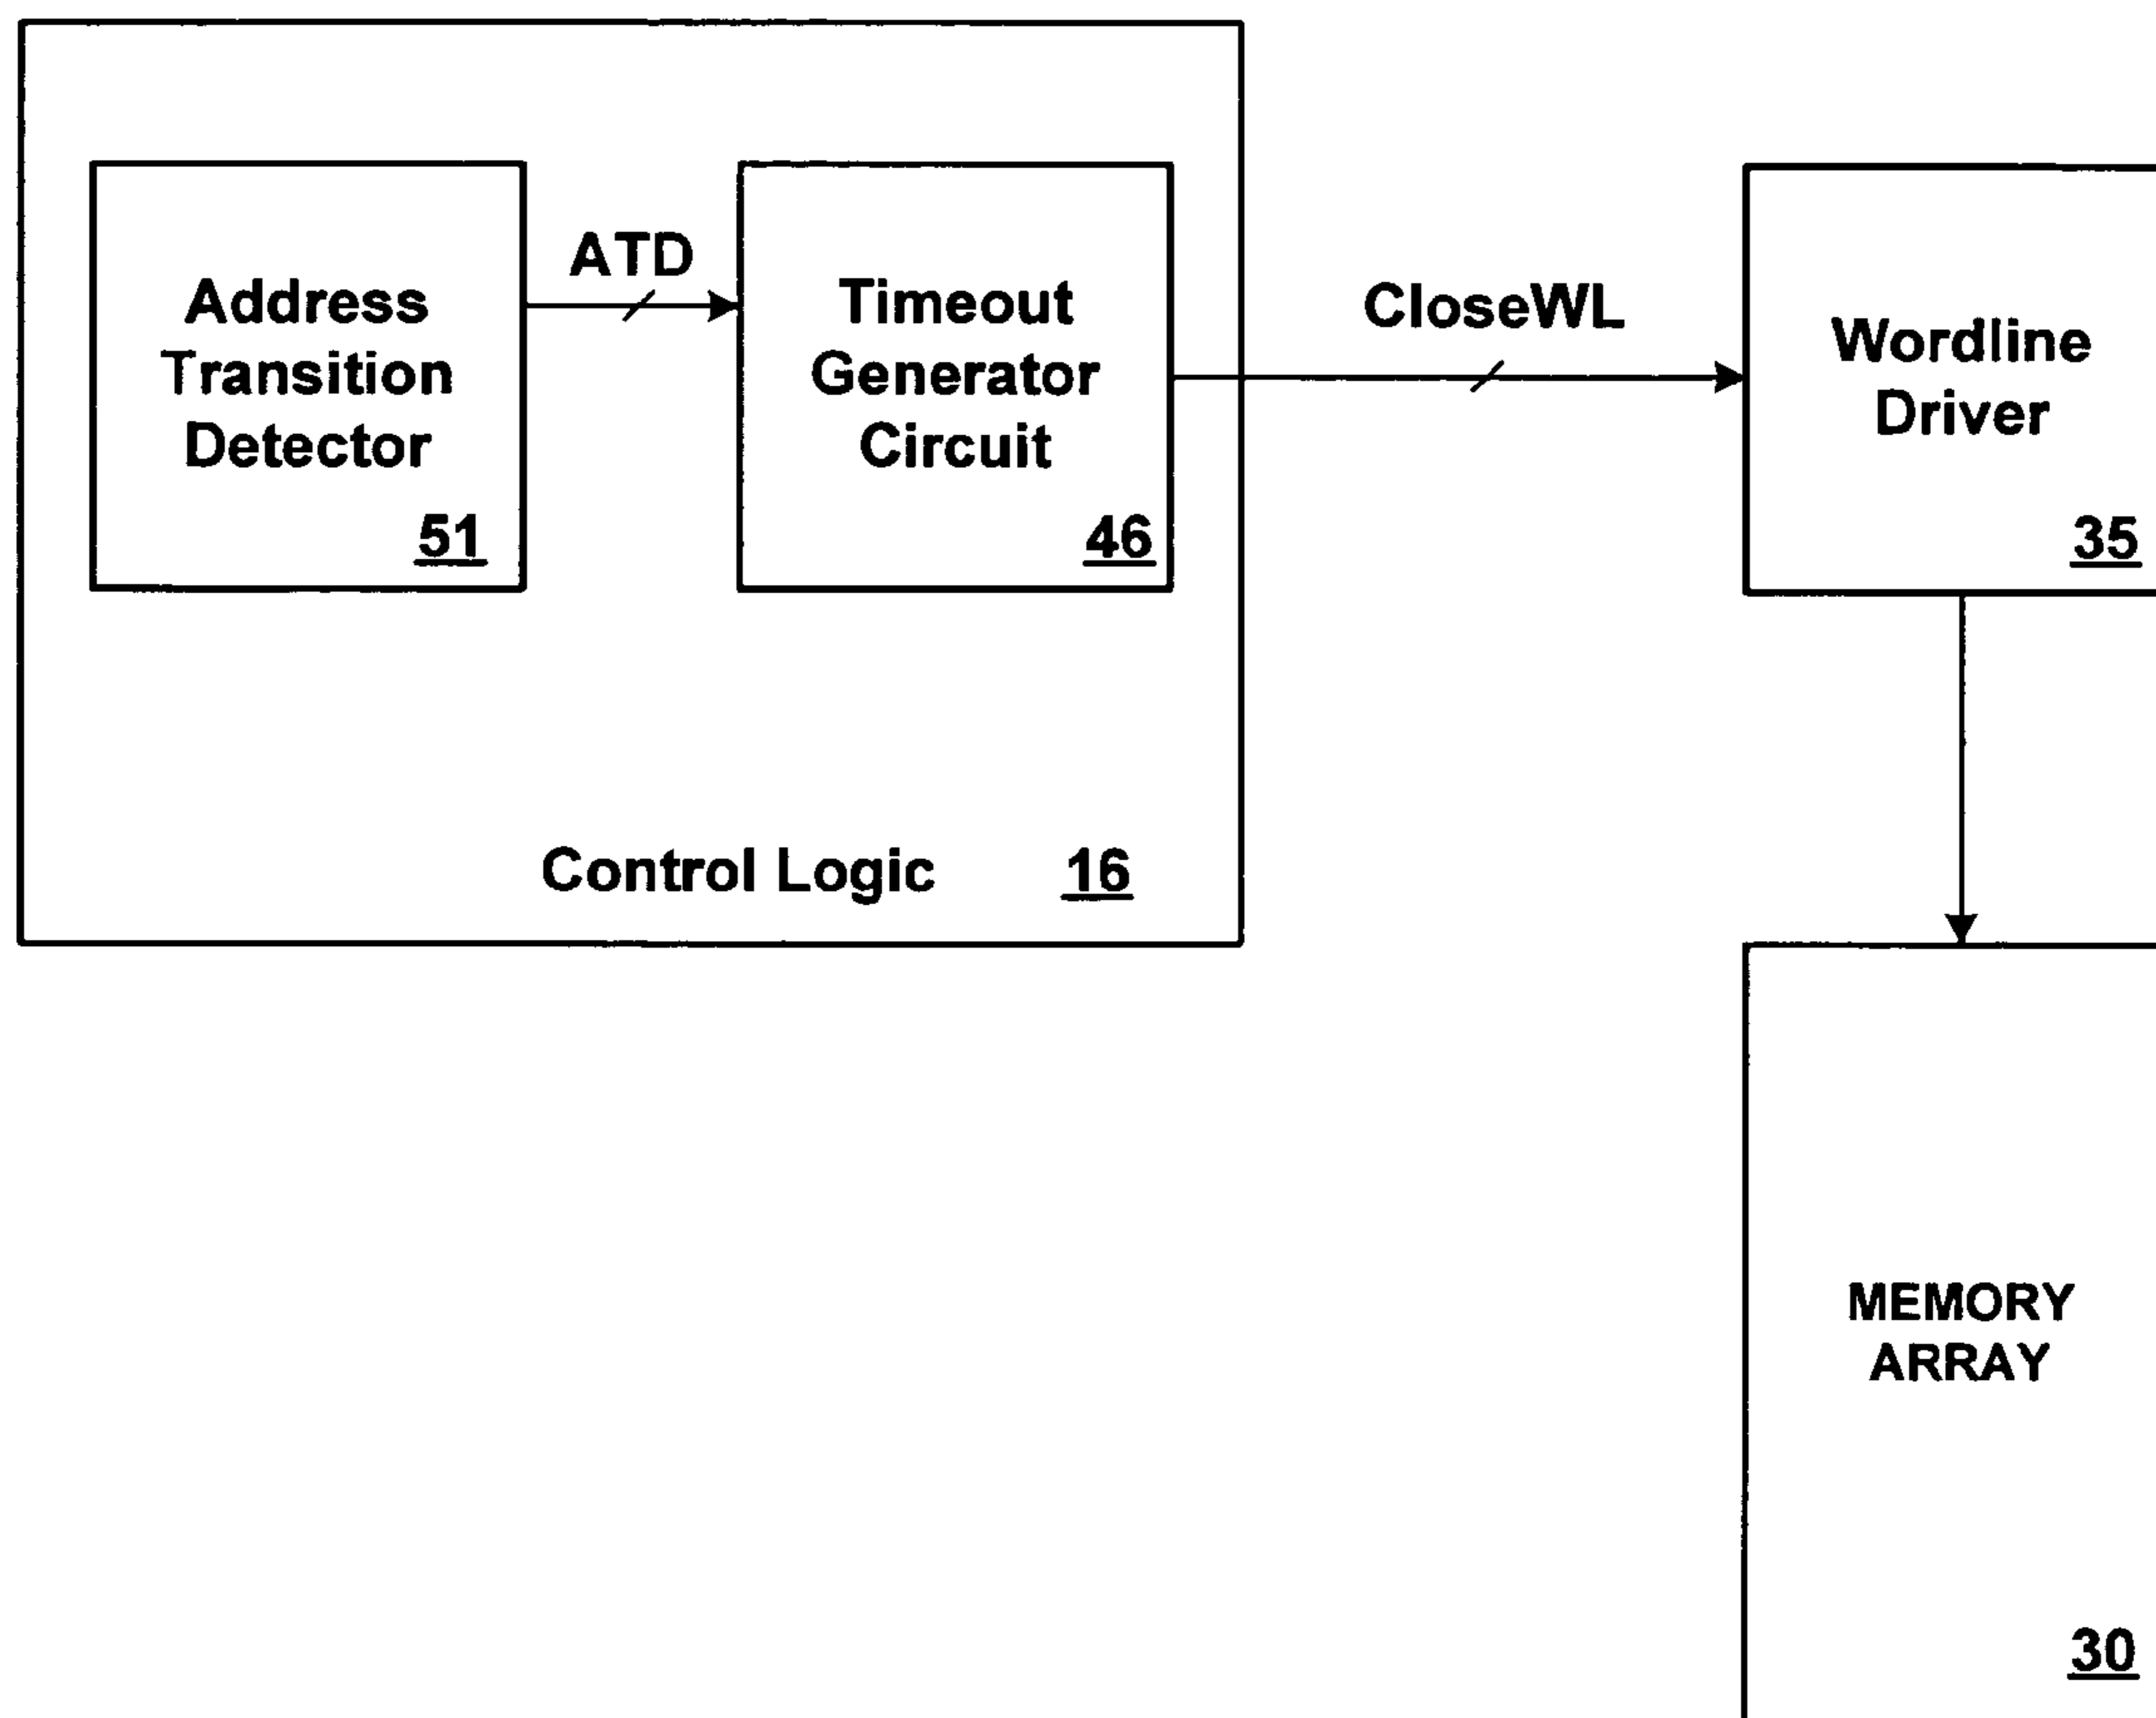 Address
Transition
Detector
51
ATD
Timeout
Generator
Circuit
46
CloseWL
Wordline
Driver
35
Control Logic 16
MEMORY
ARRAY
30